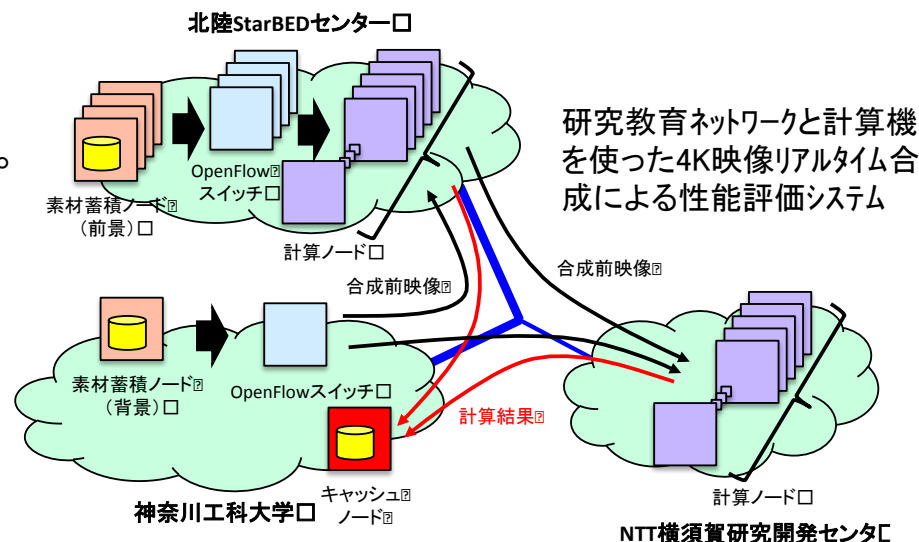 北陸StarBEDセンター
。
研究教育ネットワークと計算機
を使った4K映像リアルタイム合
成による性能評価システム
OpenFlow
スイッチ
素材蓄積ノード
（前景）
計算ノード
合成前映像
合成前映像
素材蓄積ノード
（背景）
OpenFlowスイッチ
計算結果
キャッシュ
ノード
神奈川工科大学
計算ノード
NTT横須賀研究開発センタ